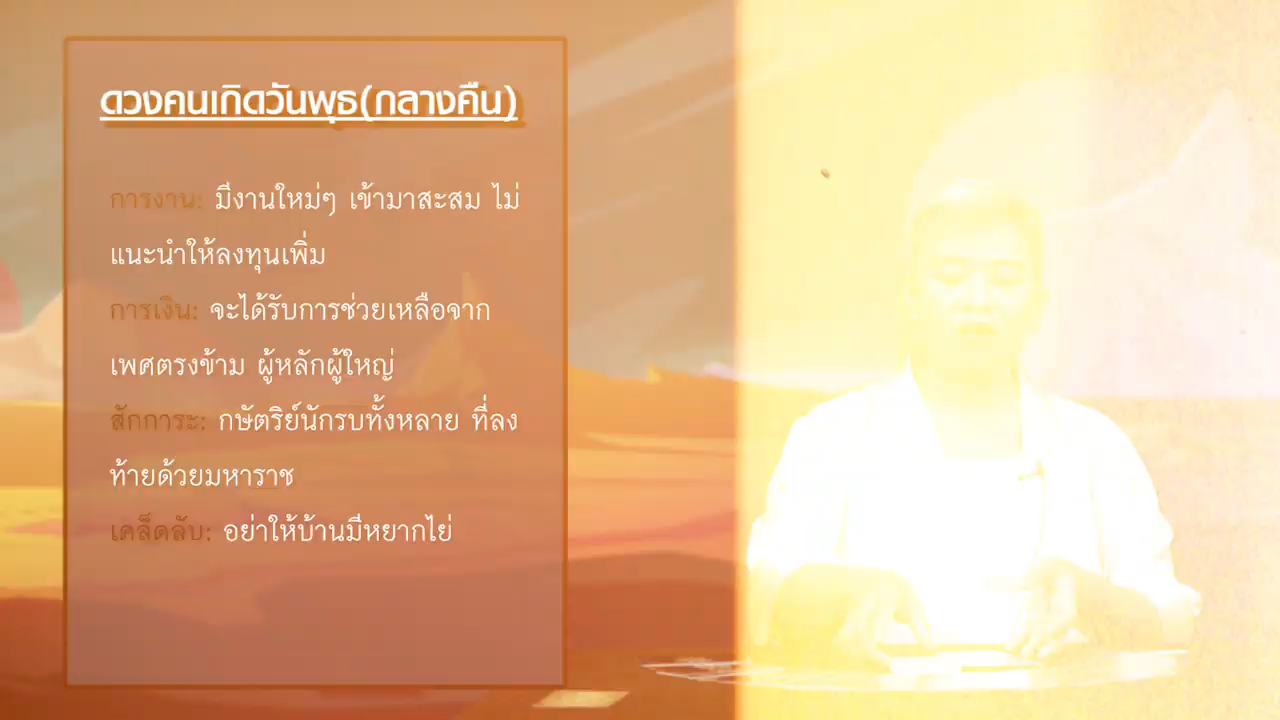 ดวงคนเกิดวันพุธ(กลางคืน)
การงาน: มีงานใหม่ๆ เข้ามาสะสม ไม่
แนะนำให้ลงทุนเพิ่ม
การเงิน: จะได้รับการช่วยเหลือจาก
เพศตรงข้าม ผู้หลักผู้ใหญ่
สักการะ: กษัตริย์นักรบทั้งหลาย ที่ลง
ท้ายด้วยมหาราช
เคล็ดลับ: อย่าให้บ้านมีหยากไย่